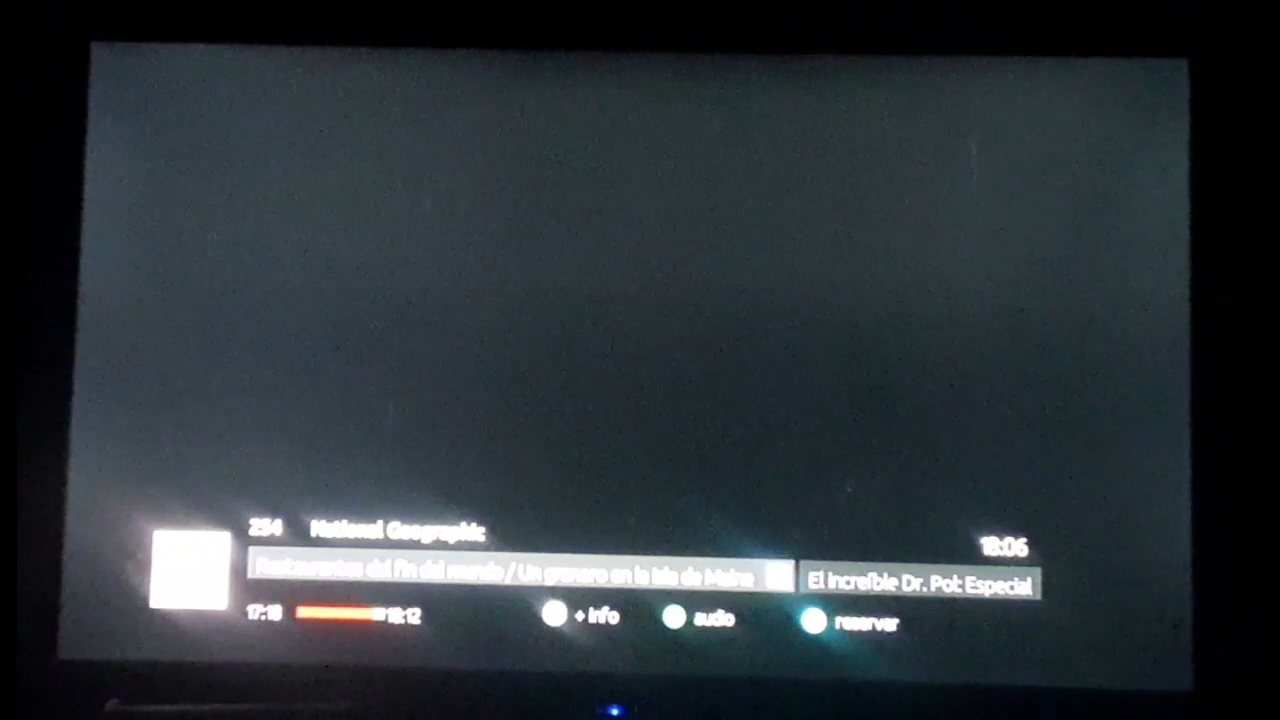 254 National Geographic
18:06
Restaurantes del fin del mundo / Un granero en la isla de Maine
El increíble Dr. Pol: Especial
17:18 18:12 + info audio reservar